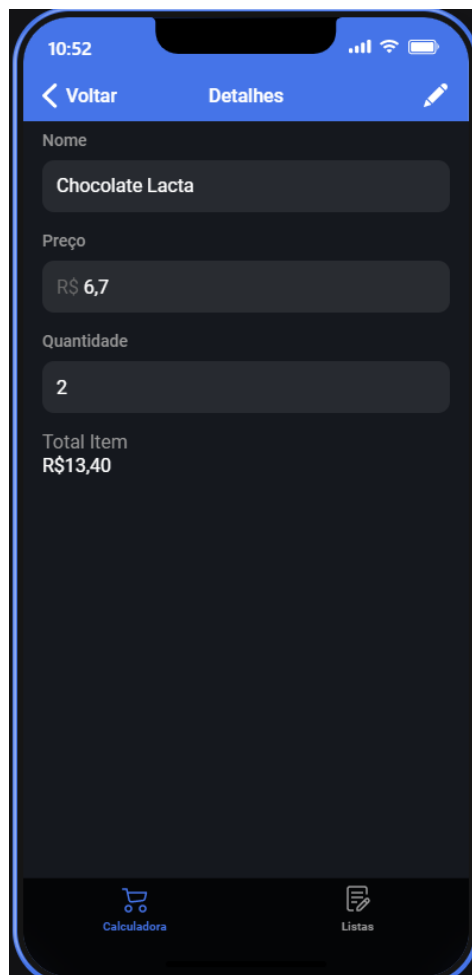 10:52
Voltar Detalhes
Nome
Chocolate Lacta
Preço
R$ 6,7
Quantidade
2
Total Item
R$13,40
Calculadora Listas